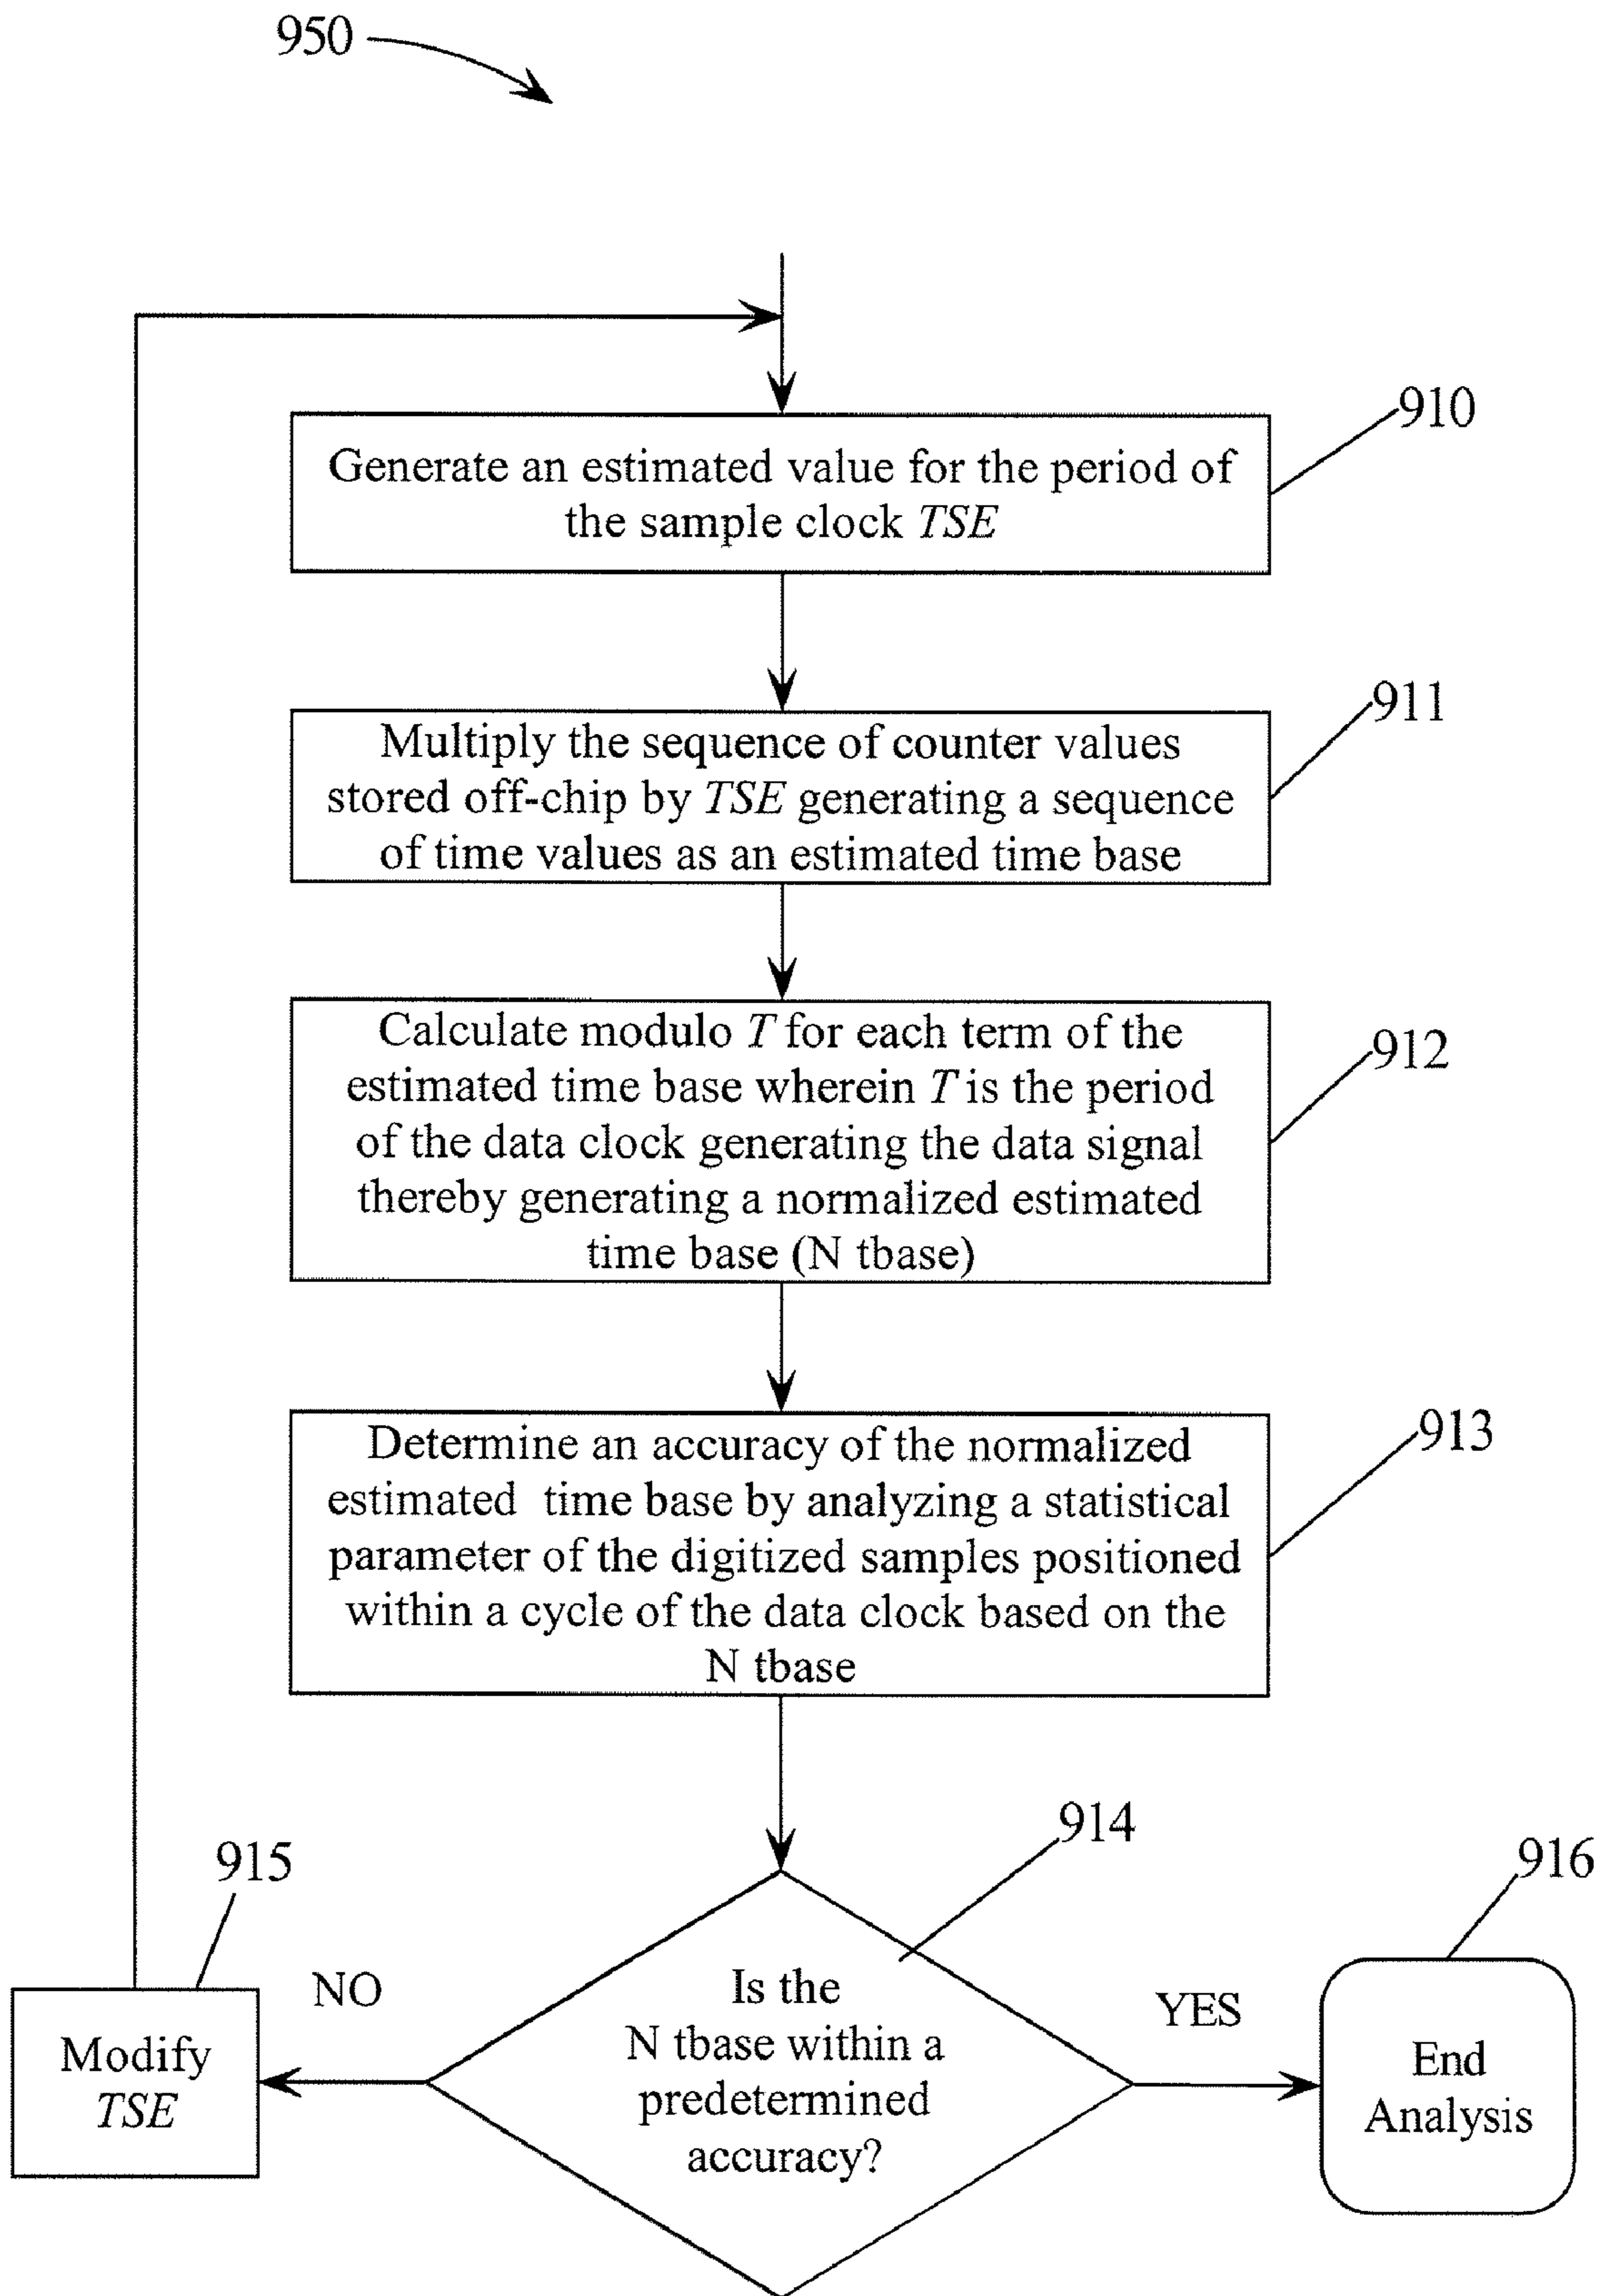 950
910
Generate an estimated value for the period of
the sample clock TSE
911
Multiply the sequence of counter values
stored off-chip by TSE generating a sequence
of time values as an estimated time base
912
Calculate modulo T for each term of the
estimated time base wherein T is the period
of the data clock generating the data signal
thereby generating a normalized estimated
time base (N tbase)
913
Determine an accuracy of the normalized
estimated time base by analyzing a statistical
parameter of the digitized samples positioned
within a cycle of the data clock based on the
N tbase
914
915
916
NO
Is the
N tbase within a
predetermined
accuracy?
YES
Modify
TSE
End
Analysis